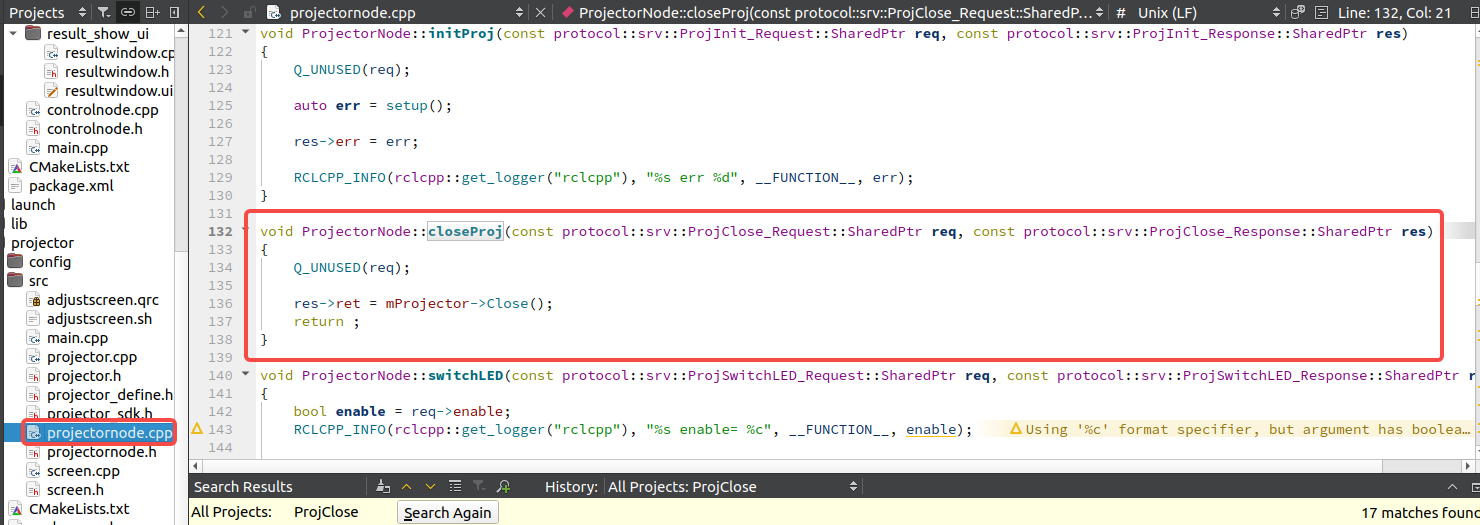 Projects
projectornode.cpp
ProjectorNode::closeProj(const protocol::srv::ProjClose_Request::SharedP...
#
Unix (LF)
Line: 132, Col: 21
result_show_ui
resultwindow.cp
resultwindow.h
resultwindow.ui
controlnode.cpp
controlnode.h
main.cpp
CMakeLists.txt
package.xml
launch
lib
projector
config
src
adjustscreen.qrc
adjustscreen.sh
main.cpp
projector.cpp
projector.h
projector_define.h
projector_sdk.h
projectornode.cpp
projectornode.h
screen.cpp
screen.h
CMakeLists.txt
121 void ProjectorNode::initProj(const protocol::srv::ProjInit_Request::SharedPtr req, const protocol::srv::ProjInit_Response::SharedPtr res)
122 {
123 Q_UNUSED(req);
124
125 auto err = setup();
126
127 res->err = err;
128
129 RCLCPP_INFO(rclcpp::get_logger("rclcpp"), "%s err %d", __FUNCTION__, err);
130 }
131
132 void ProjectorNode::closeProj(const protocol::srv::ProjClose_Request::SharedPtr req, const protocol::srv::ProjClose_Response::SharedPtr res)
133 {
134 Q_UNUSED(req);
135
136 res->ret = mProjector->Close();
137 return ;
138 }
139
140 void ProjectorNode::switchLED(const protocol::srv::ProjSwitchLED_Request::SharedPtr req, const protocol::srv::ProjSwitchLED_Response::SharedPtr r
141 {
142 bool enable = req->enable;
143 RCLCPP_INFO(rclcpp::get_logger("rclcpp"), "%s enable= %c", __FUNCTION__, enable); Using '%c' format specifier, but argument has boolea...
144
Search Results
History:
All Projects: ProjClose
All Projects:
ProjClose
Search Again
17 matches found